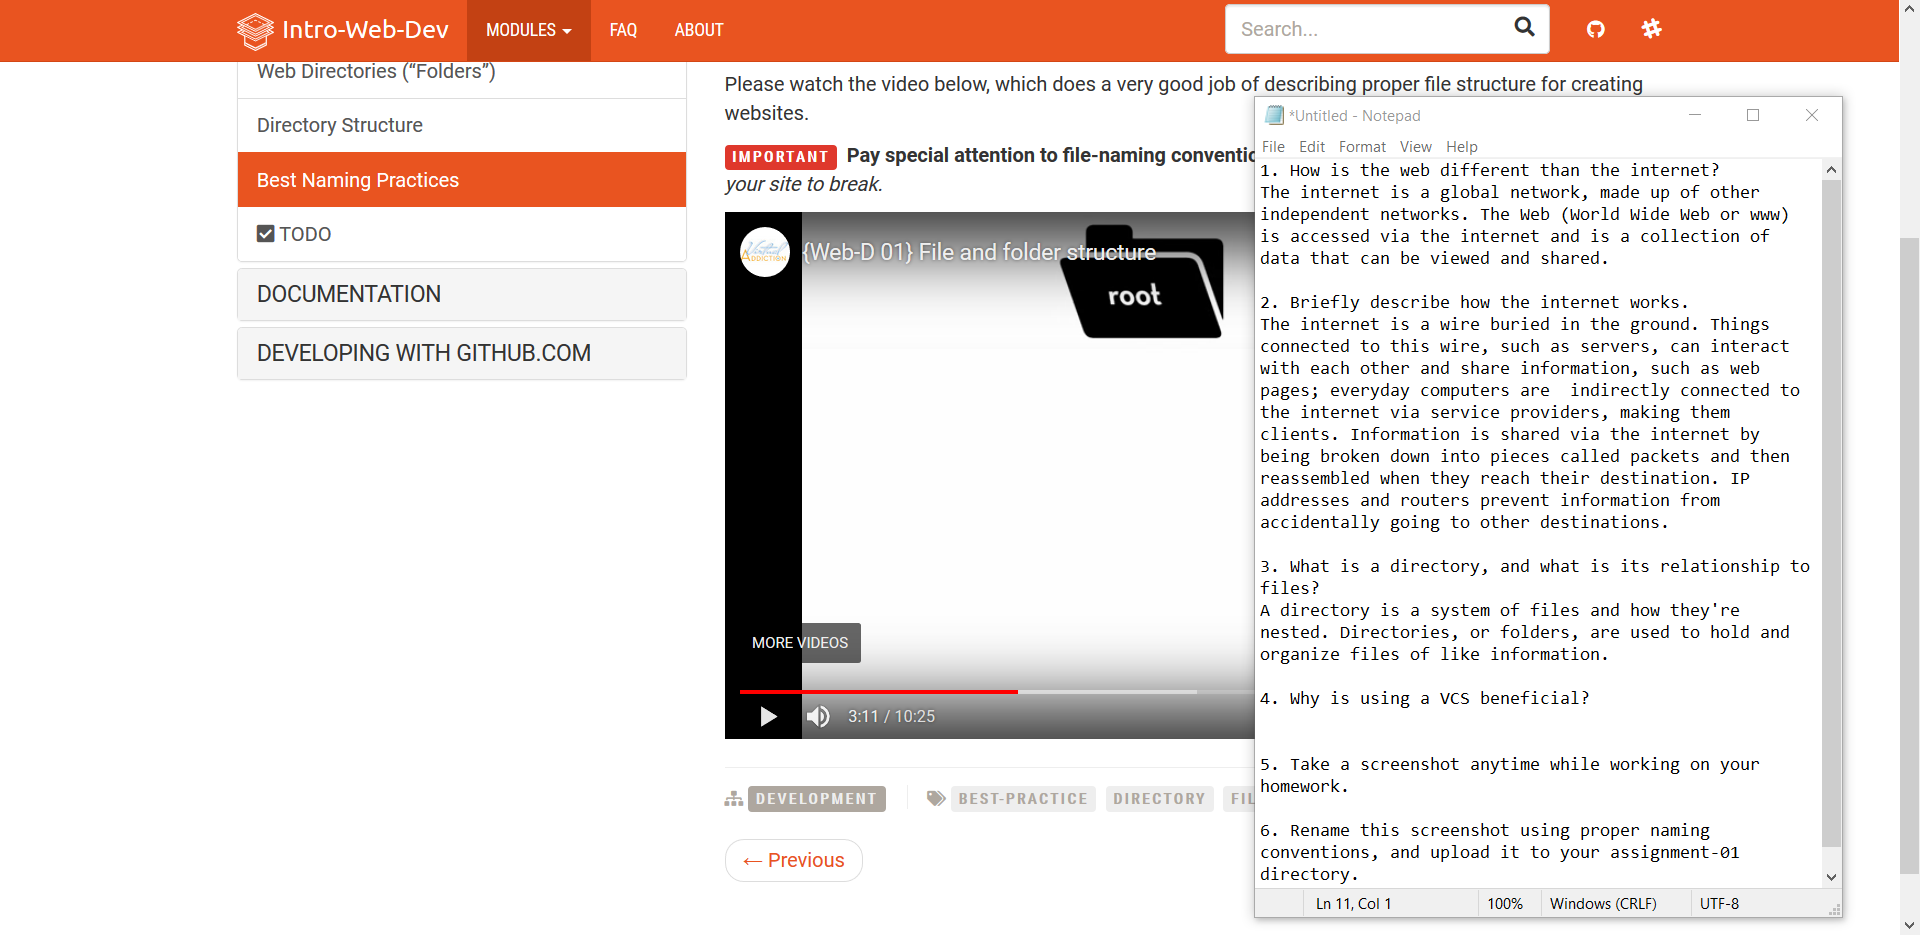 Intro-Web-Dev
MODULES
FAQ
ABOUT
Search...
Web Directories (“Folders”)
Directory Structure
Best Naming Practices
TODO
DOCUMENTATION
DEVELOPING WITH GITHUB.COM
Please watch the video below, which does a very good job of describing proper file structure for creating
websites.
IMPORTANT Pay special attention to file-naming conventio
your site to break.
Virtual
ADDICTION
{Web-D 01} File and folder structure
root
MORE VIDEOS
3:11 / 10:25
DEVELOPMENT
BEST-PRACTICE
DIRECTORY
FIL
← Previous
*Untitled - Notepad
File Edit Format View Help
1. How is the web different than the internet?
The internet is a global network, made up of other
independent networks. The Web (World Wide Web or www)
is accessed via the internet and is a collection of
data that can be viewed and shared.
2. Briefly describe how the internet works.
The internet is a wire buried in the ground. Things
connected to this wire, such as servers, can interact
with each other and share information, such as web
pages; everyday computers are  indirectly connected to
the internet via service providers, making them
clients. Information is shared via the internet by
being broken down into pieces called packets and then
reassembled when they reach their destination. IP
addresses and routers prevent information from
accidentally going to other destinations.
3. What is a directory, and what is its relationship to
files?
A directory is a system of files and how they're
nested. Directories, or folders, are used to hold and
organize files of like information.
4. Why is using a VCS beneficial?
5. Take a screenshot anytime while working on your
homework.
6. Rename this screenshot using proper naming
conventions, and upload it to your assignment-01
directory.
Ln 11, Col 1
100%
Windows (CRLF)
UTF-8